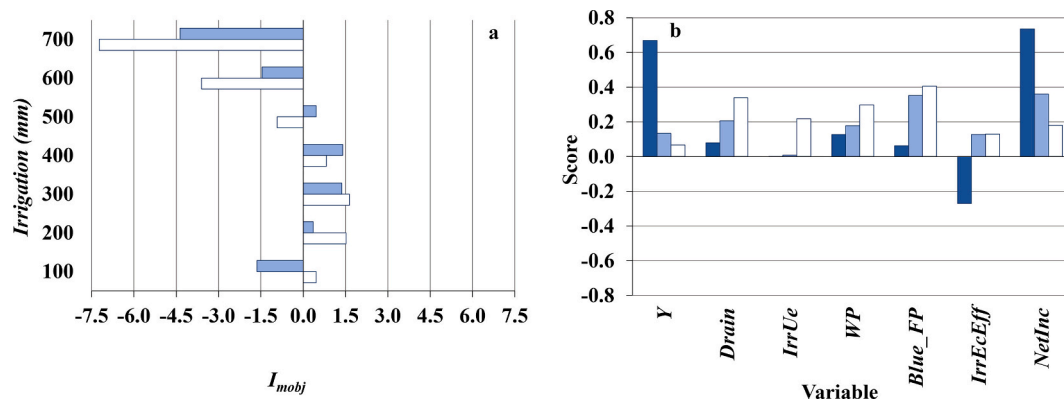 a
Irrigation (mm)
700
600
500
400
300
200
100
-7.5 -6.0 -4.5 -3.0 -1.5 0.0 1.5 3.0 4.5 6.0 7.5
I_mobj
b
Score
0.8
0.6
0.4
0.2
0.0
-0.2
-0.4
-0.6
-0.8
Y Drain IrrUe WP Blue_FP IrrEcEff NetInc
Variable